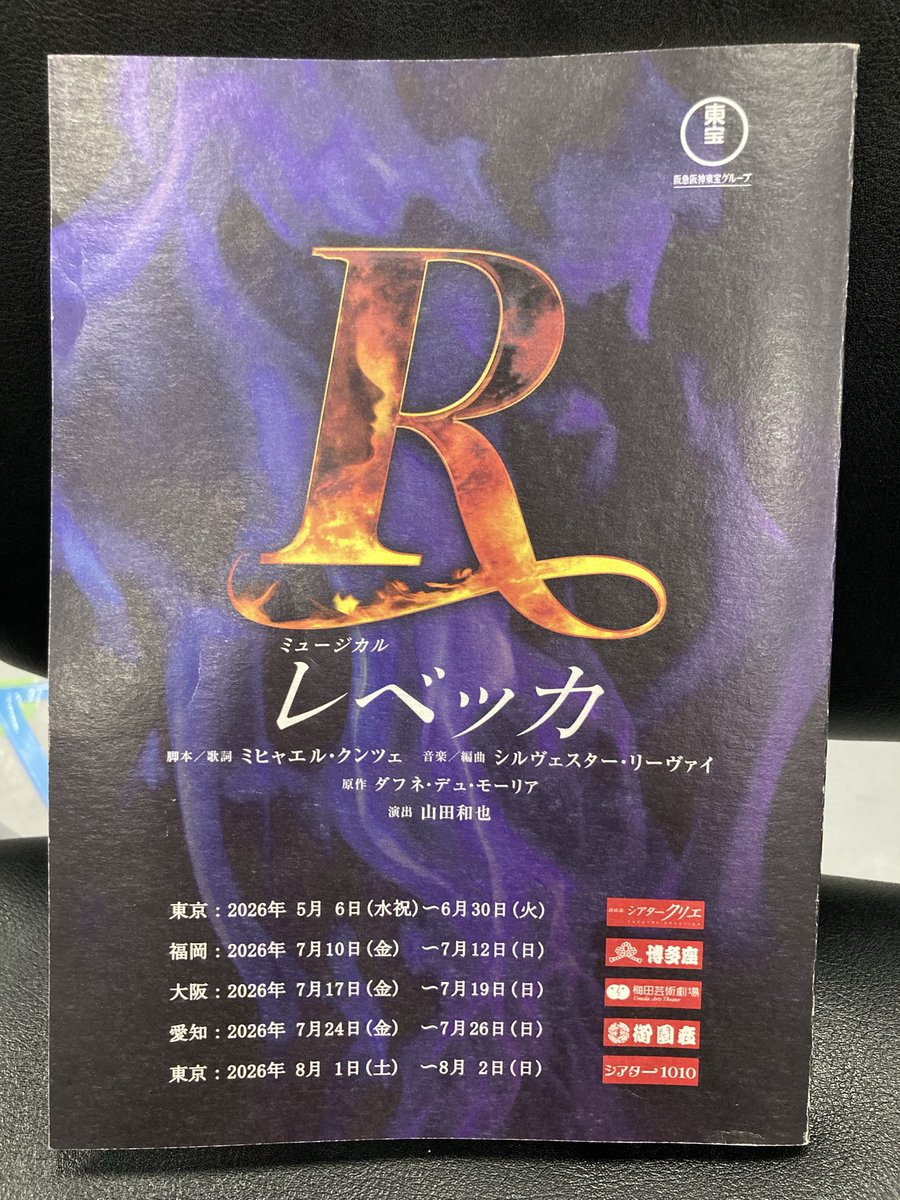 東宝
阪急阪神東宝グループ
R
ミュージカル
レベッカ
脚本/歌詞 ミヒャエル・クンツェ 音楽/編曲 シルヴェスター・リーヴァイ
原作 ダフネ・デュ・モーリア
演出 山田和也
東京:2026年 5月 6日(水祝)〜6月30日(火) シアタークリエ
福岡:2026年 7月10日(金) 〜7月12日(日) 博多座
大阪:2026年 7月17日(金) 〜7月19日(日) 梅田芸術劇場
Umeda Arts Theater
愛知:2026年 7月24日(金) 〜7月26日(日) 御園座
東京:2026年 8月 1日(土) 〜8月 2日(日) シアター1010